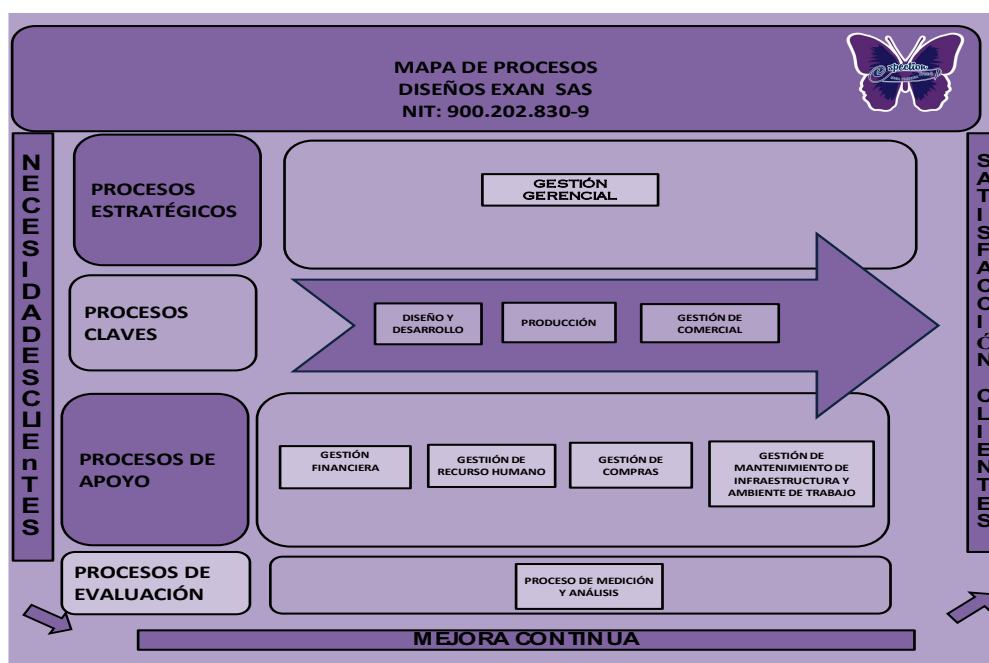 MAPA DE PROCESOS
DISEÑOS EXAN SAS
NIT: 900.202.830-9
NECESIDADESCUEnTES
PROCESOS
ESTRATÉGICOS
GESTIÓN
GERENCIAL
PROCESOS
CLAVES
DISEÑO Y
DESARROLLO
PRODUCCIÓN
GESTIÓN DE
COMERCIAL
PROCESOS DE
APOYO
GESTIÓN
FINANCIERA
GESTIIÓN DE
RECURSO HUMANO
GESTIÓN DE
COMPRAS
GESTIÓN DE
MANTENIMIENTO DE
INFRAESTRUCTURA Y
AMBIENTE DE TRABAJO
PROCESOS DE
EVALUACIÓN
PROCESO DE MEDICIÓN
Y ANÁLISIS
SATISFACCIÓN CLIENTES
MEJORA CONTINUA